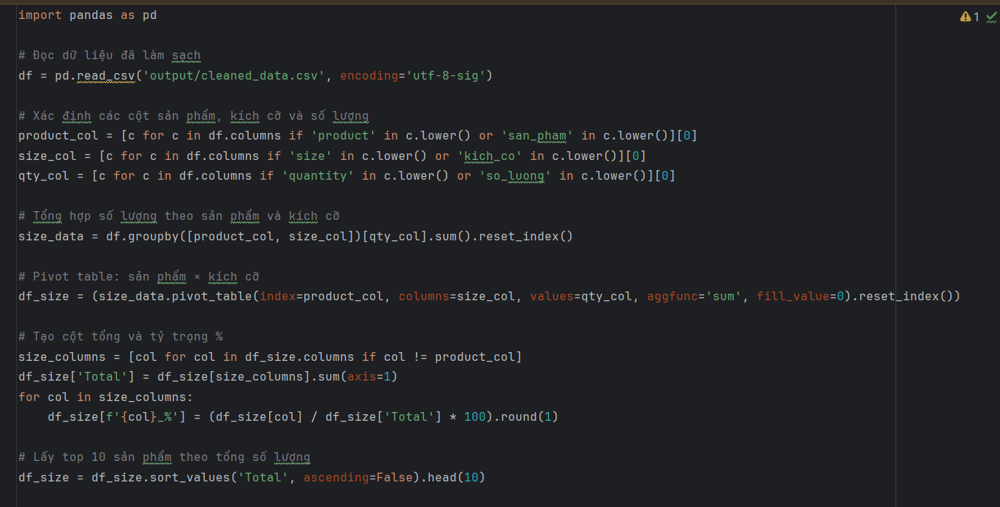 import pandas as pd
1
# Đọc dữ liệu đã làm sạch
df = pd.read_csv('output/cleaned_data.csv', encoding='utf-8-sig')
# Xác định các cột sản phẩm, kích cỡ và số lượng
product_col = [c for c in df.columns if 'product' in c.lower() or 'san_pham' in c.lower()][0]
size_col = [c for c in df.columns if 'size' in c.lower() or 'kich_co' in c.lower()][0]
qty_col = [c for c in df.columns if 'quantity' in c.lower() or 'so_luong' in c.lower()][0]
# Tổng hợp số lượng theo sản phẩm và kích cỡ
size_data = df.groupby([product_col, size_col])[qty_col].sum().reset_index()
# Pivot table: sản phẩm × kích cỡ
df_size = (size_data.pivot_table(index=product_col, columns=size_col, values=qty_col, aggfunc='sum', fill_value=0).reset_index())
# Tạo cột tổng và tỷ trọng %
size_columns = [col for col in df_size.columns if col != product_col]
df_size['Total'] = df_size[size_columns].sum(axis=1)
for col in size_columns:
    df_size[f'{col}_%'] = (df_size[col] / df_size['Total'] * 100).round(1)
# Lấy top 10 sản phẩm theo tổng số lượng
df_size = df_size.sort_values('Total', ascending=False).head(10)